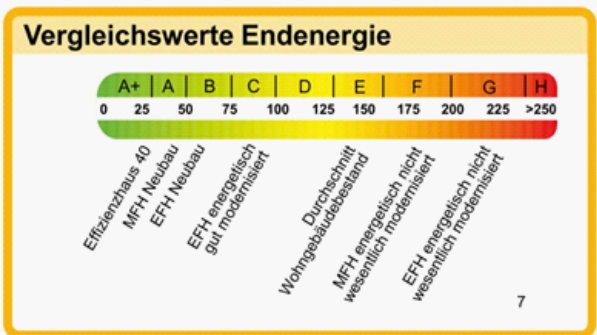 Vergleichswerte Endenergie
A+ | A | B | C | D | E | F | G | H
0 25 50 75 100 125 150 175 200 225 >250
Effizienzhaus 40
MFH Neubau
EFH Neubau
EFH energetisch
gut modernisiert
Durchschnitt
Wohngebäudebestand
MFH energetisch nicht
wesentlich modernisiert
EFH energetisch nicht
wesentlich modernisiert
7